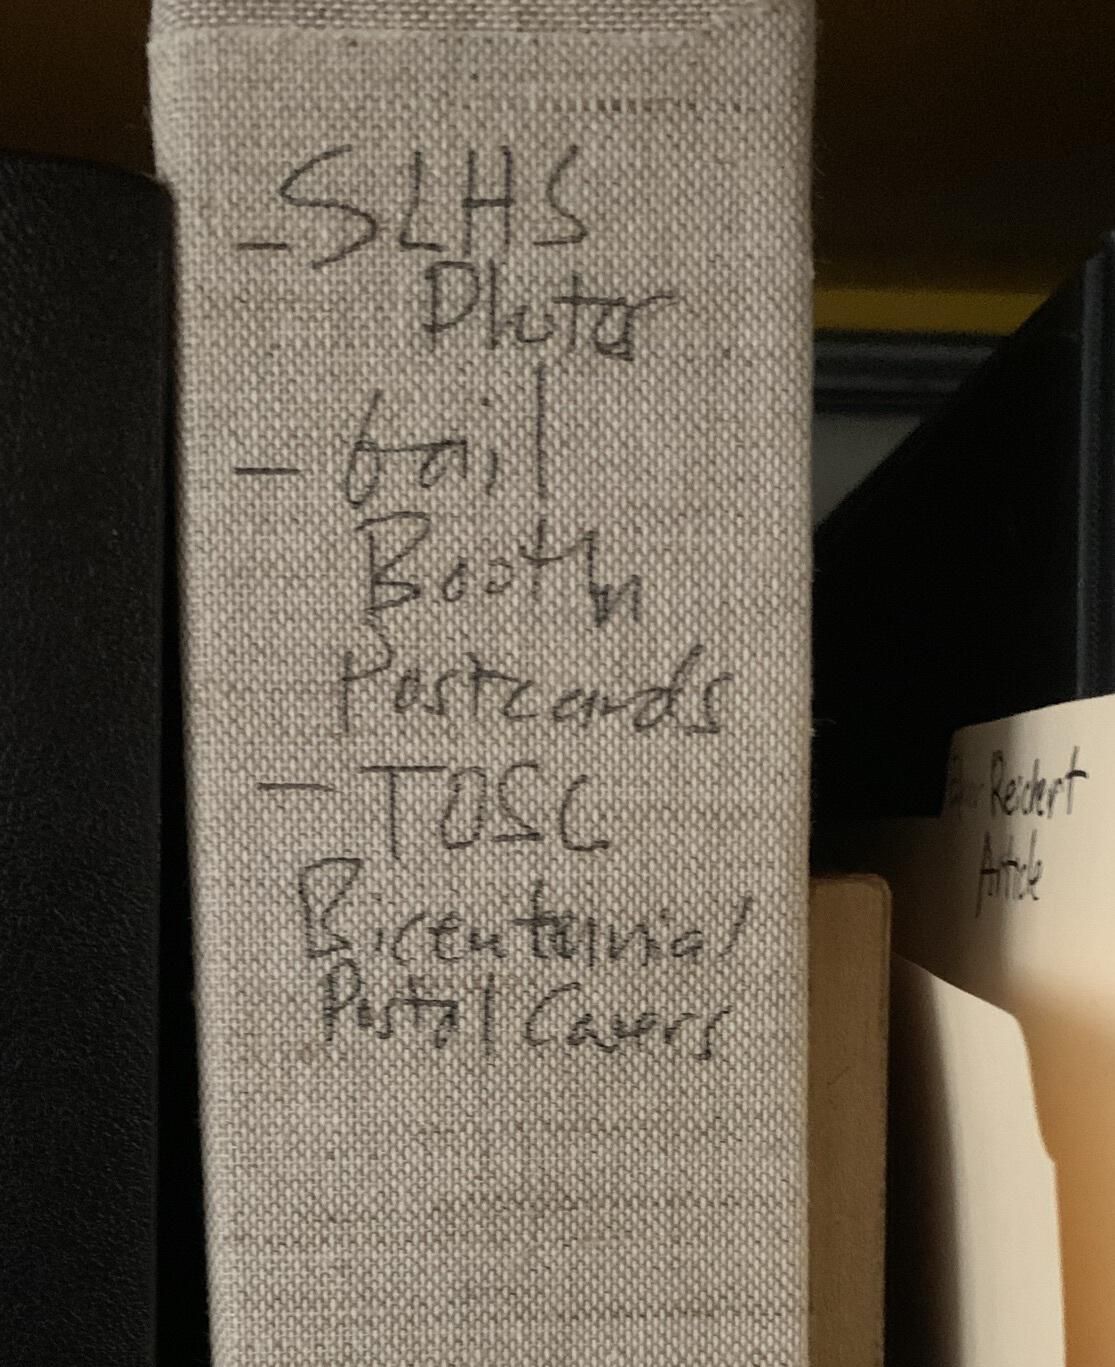 - SLHS
Photos
- Gail
Booth
Postcards
- TOSC
Bicentennial
Postal Covers
Reichert
Article